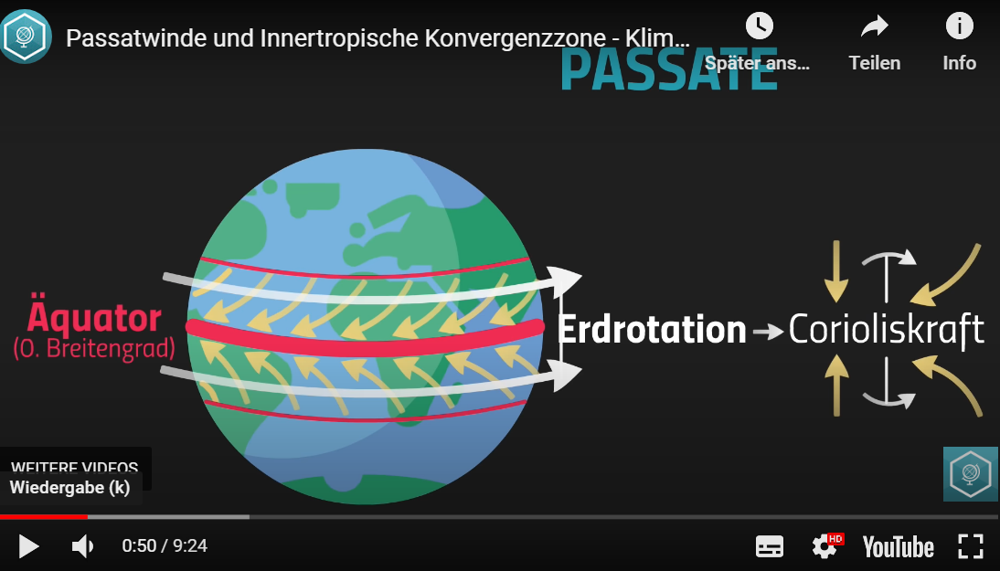 Passatwinde und Innertropische Konvergenzzone - Klim...
Später ans...
Teilen
Info
PASSATE
Äquator
(0. Breitengrad)
Erdrotation
Corioliskraft
WEITERE VIDEOS
Wiedergabe (k)
0:50 / 9:24
HD
YouTube